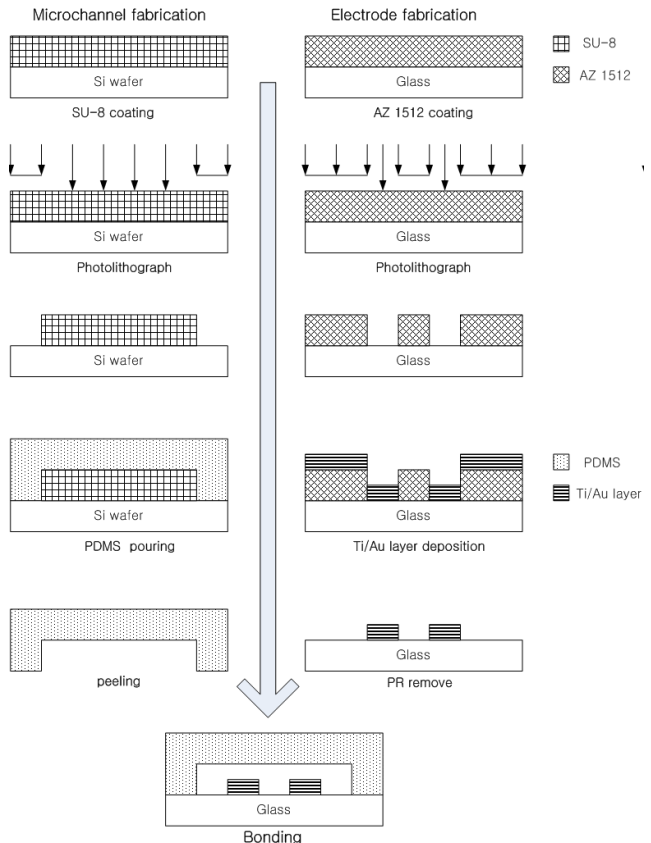 Microchannel fabrication
Electrode fabrication
SU-8
AZ 1512
Si wafer
SU-8 coating
Glass
AZ 1512 coating
Si wafer
Photolithograph
Glass
Photolithograph
Si wafer
Glass
PDMS
Ti/Au layer
Si wafer
PDMS pouring
Glass
Ti/Au layer deposition
peeling
Glass
PR remove
Glass
Bonding